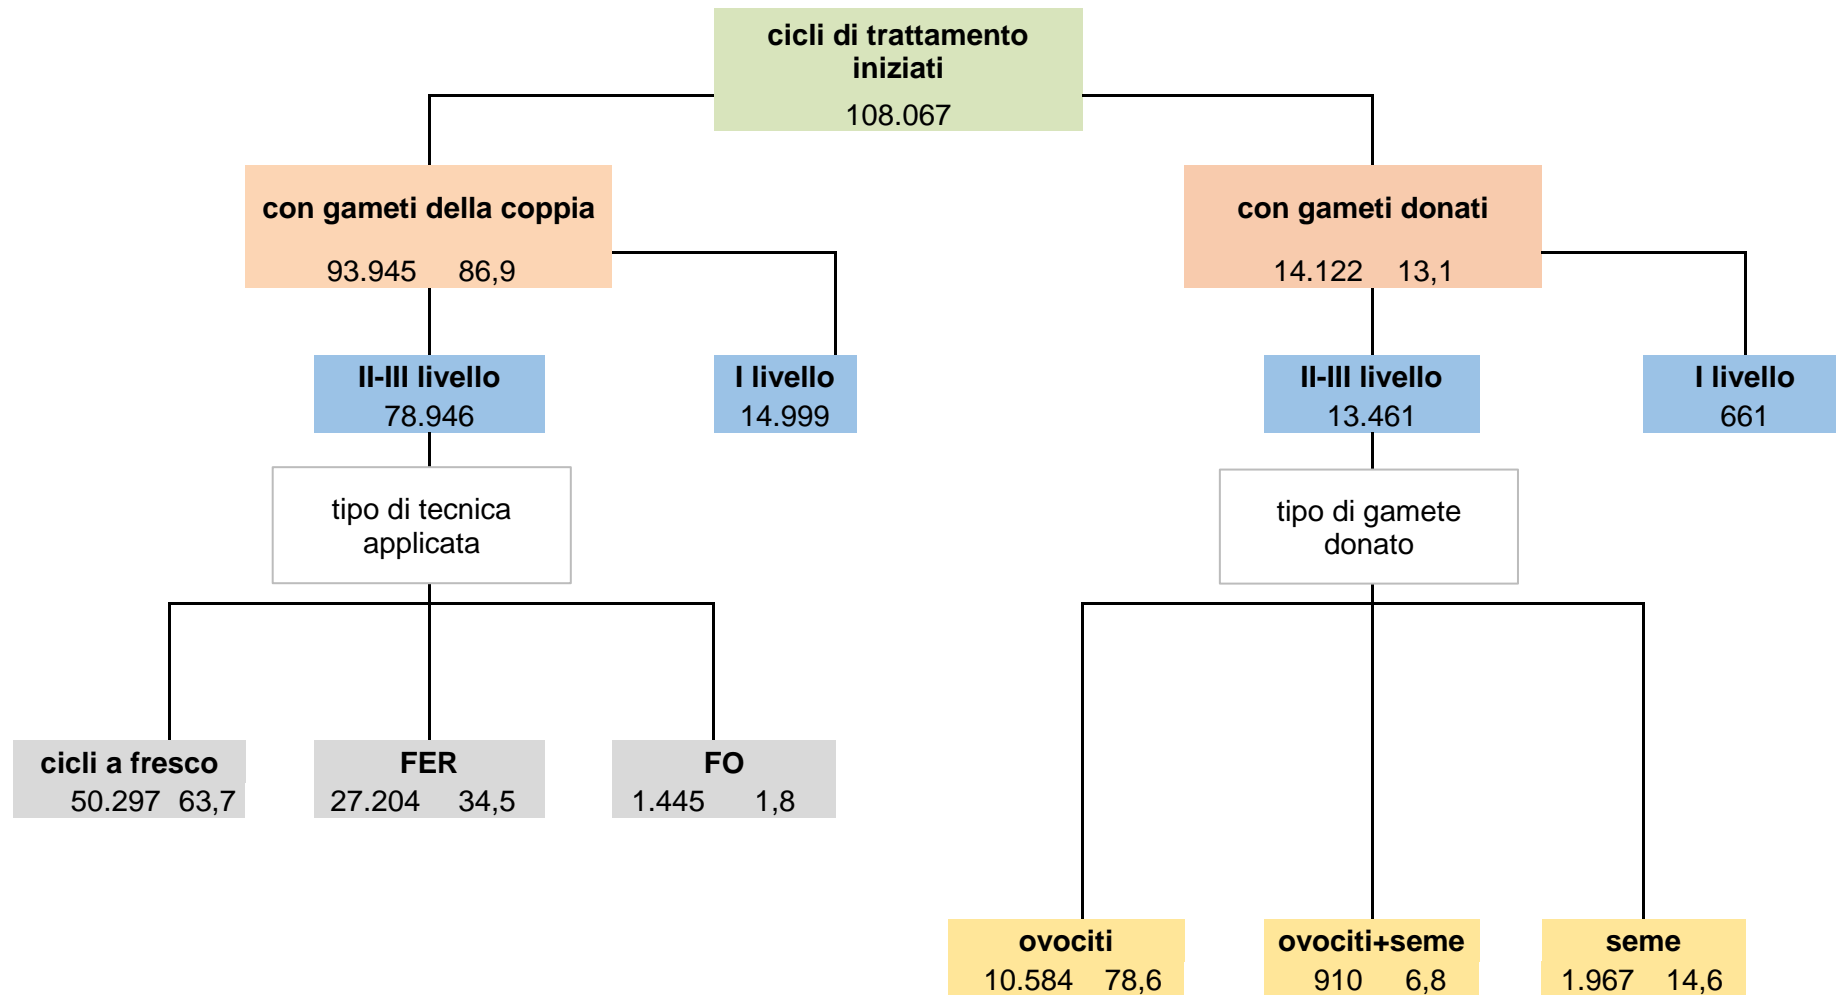 cicli di trattamento
iniziati
108.067
con gameti della coppia
93.945 86,9
con gameti donati
14.122 13,1
II-III livello
78.946
I livello
14.999
II-III livello
13.461
I livello
661
tipo di tecnica
applicata
tipo di gamete
donato
cicli a fresco
50.297 63,7
FER
27.204 34,5
FO
1.445 1,8
ovociti
10.584 78,6
ovociti+seme
910 6,8
seme
1.967 14,6